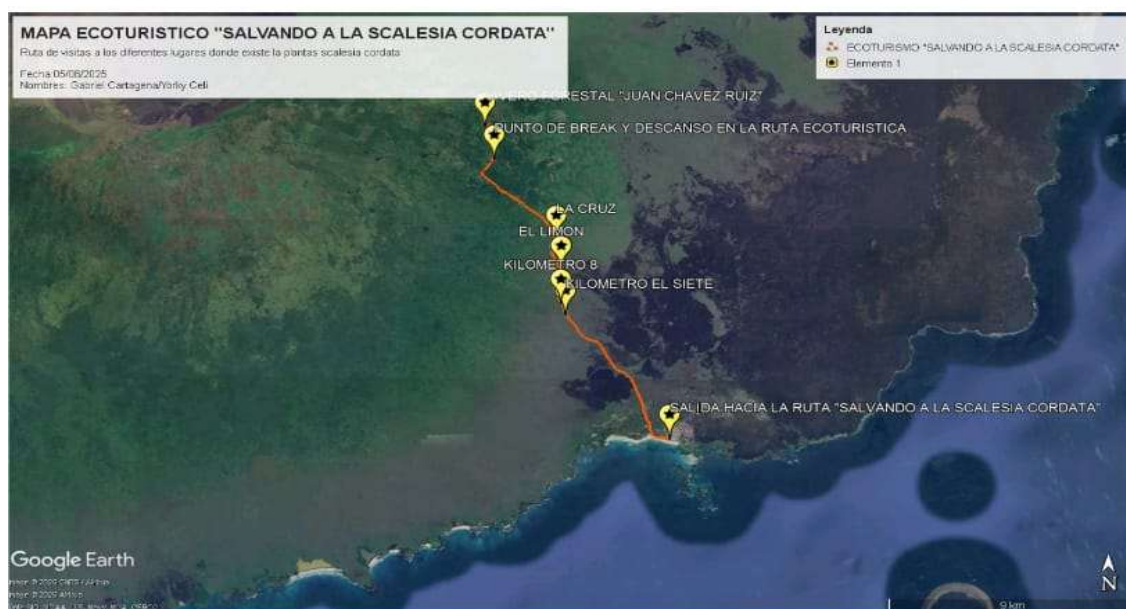 MAPA ECOTURISTICO "SALVANDO A LA SCALESIA CORDATA"
Ruta de visitas a los diferentes lugares donde existe la plantas scalesia cordata
Fecha 05/08/2025
Nombres: Gabriel Cartagena/Yorky Celi
Leyenda
ECOTURISMO "SALVANDO A LA SCALESIA CORDATA"
Elemento 1
FORESTAL "JUAN CHAVEZ RUIZ"
PUNTO DE BREAK Y DESCANSO EN LA RUTA ECOTURISTICA
LA CRUZ
EL LIMON
KILOMETRO 8
KILOMETRO EL SIETE
SALIDA HACIA LA RUTA "SALVANDO A LA SCALESIA CORDATA"
Google Earth
N
9 km